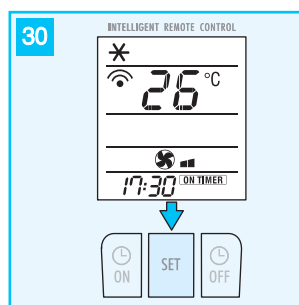 30
INTELLIGENT REMOTE CONTROL
26 °C
17:30 ON TIMER
ON
SET
OFF